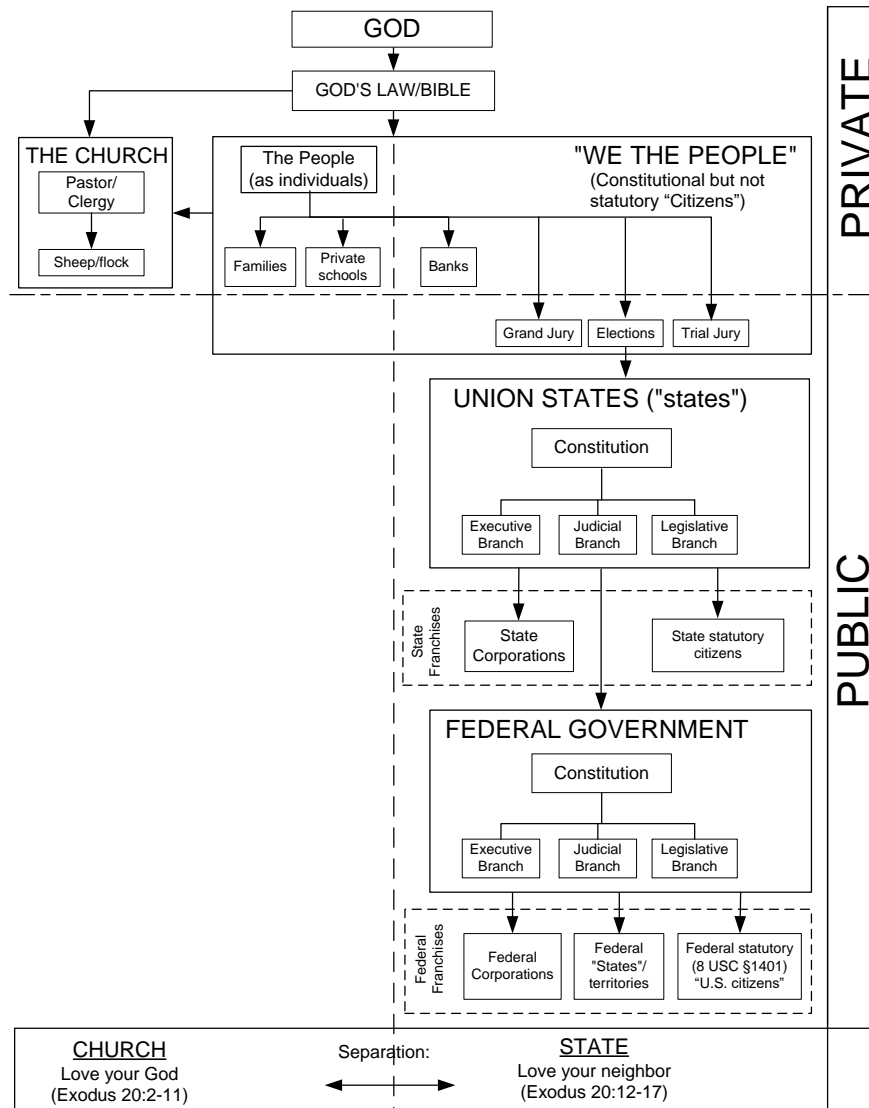 GOD
GOD'S LAW/BIBLE
THE CHURCH
Pastor/
Clergy
Sheep/flock
The People
(as individuals)
"WE THE PEOPLE"
(Constitutional but not
statutory “Citizens”)
Families
Private
schools
Banks
Grand Jury
Elections
Trial Jury
PRIVATE
PUBLIC
UNION STATES ("states")
Constitution
Executive
Branch
Judicial
Branch
Legislative
Branch
State
Franchises
State
Corporations
State statutory
citizens
FEDERAL GOVERNMENT
Constitution
Executive
Branch
Judicial
Branch
Legislative
Branch
Federal
Franchises
Federal
Corporations
Federal
"States"/
territories
Federal statutory
(8 USC §1401)
“U.S. citizens”
CHURCH
Love your God
(Exodus 20:2-11)
Separation:
STATE
Love your neighbor
(Exodus 20:12-17)